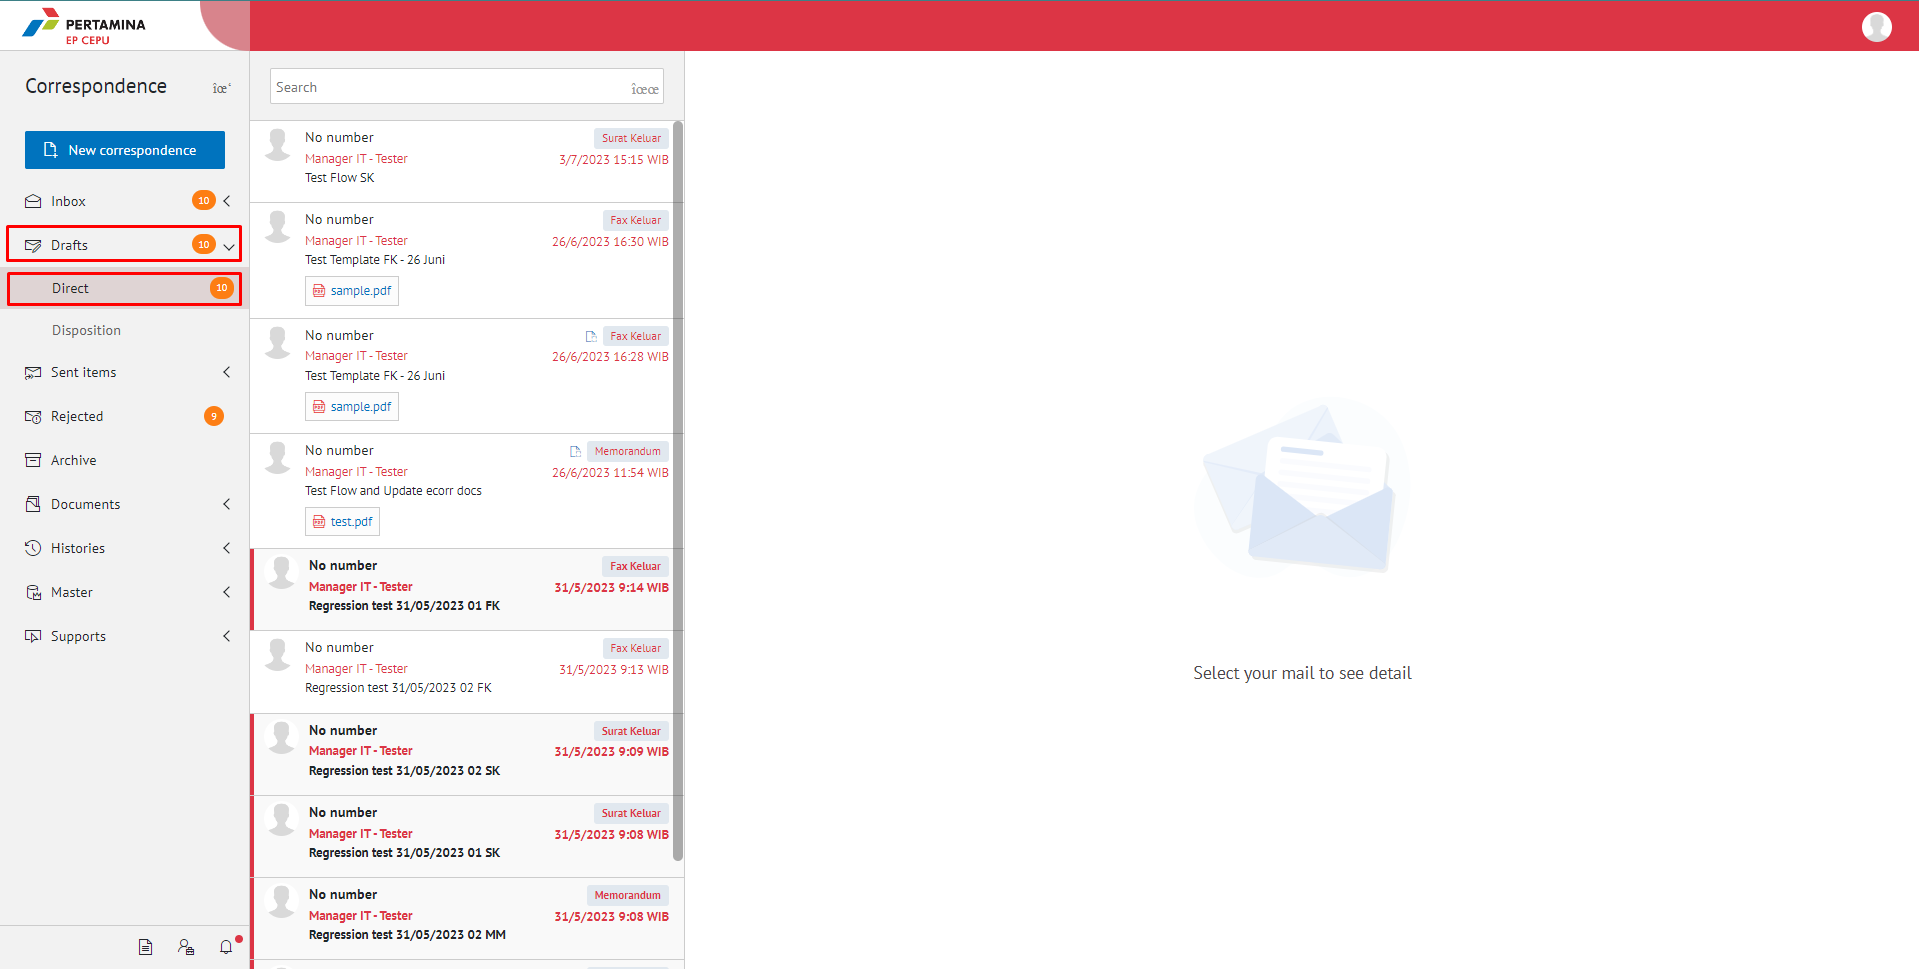 PERTAMINA
EP CEPU
Correspondence
îœ‘
New correspondence
Inbox 10
Drafts 10
Direct 10
Disposition
Sent items
Rejected 9
Archive
Documents
Histories
Master
Supports
Search îœœ
No number Surat Keluar
Manager IT - Tester 3/7/2023 15:15 WIB
Test Flow SK
No number Fax Keluar
Manager IT - Tester 26/6/2023 16:30 WIB
Test Template FK - 26 Juni
sample.pdf
No number Fax Keluar
Manager IT - Tester 26/6/2023 16:28 WIB
Test Template FK - 26 Juni
sample.pdf
No number Memorandum
Manager IT - Tester 26/6/2023 11:54 WIB
Test Flow and Update ecorr docs
test.pdf
No number Fax Keluar
Manager IT - Tester 31/5/2023 9:14 WIB
Regression test 31/05/2023 01 FK
No number Fax Keluar
Manager IT - Tester 31/5/2023 9:13 WIB
Regression test 31/05/2023 02 FK
No number Surat Keluar
Manager IT - Tester 31/5/2023 9:09 WIB
Regression test 31/05/2023 02 SK
No number Surat Keluar
Manager IT - Tester 31/5/2023 9:08 WIB
Regression test 31/05/2023 01 SK
No number Memorandum
Manager IT - Tester 31/5/2023 9:08 WIB
Regression test 31/05/2023 02 MM
Select your mail to see detail